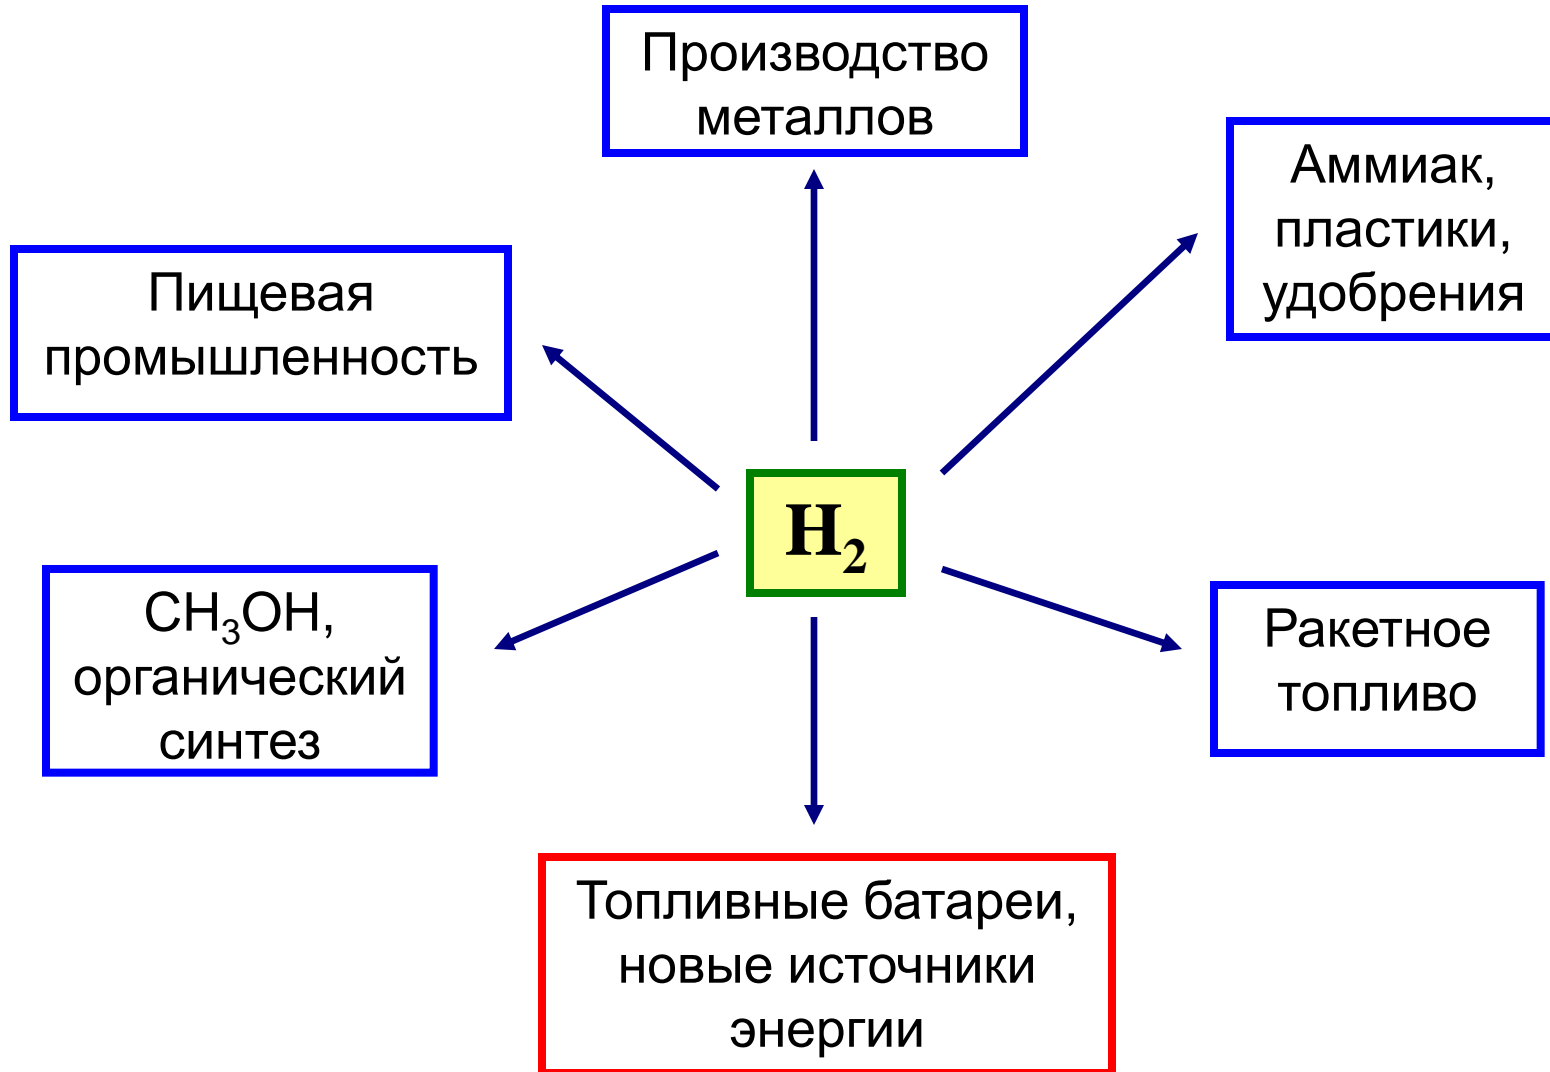 Производство
металлов
Аммиак,
пластики,
удобрения
Пищевая
промышленность
H₂
CH₃OH,
органический
синтез
Ракетное
топливо
Топливные батареи,
новые источники
энергии